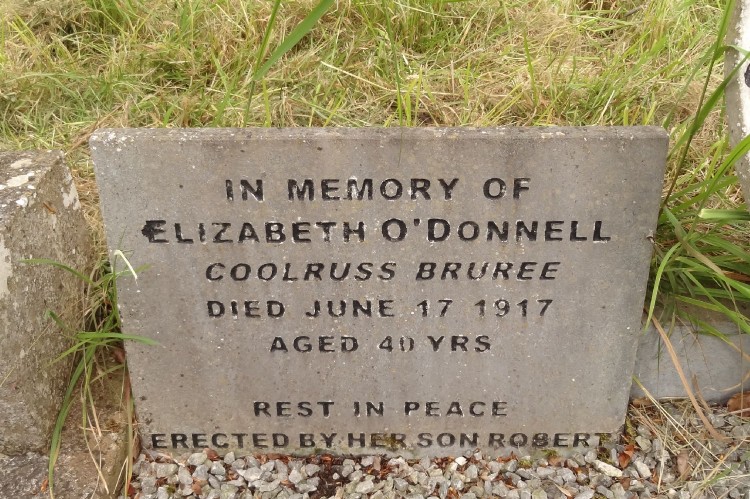 IN MEMORY OF
ELIZABETH O'DONNELL
COOLRUSS BRUREE
DIED JUNE 17 1917
AGED 40 YRS
REST IN PEACE
ERECTED BY HER SON ROBERT